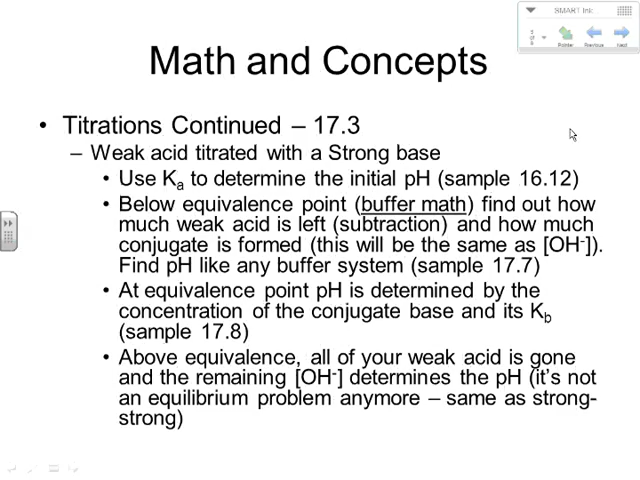 SMART Ink:
Pointer Previous next
Math and Concepts
• Titrations Continued – 17.3
– Weak acid titrated with a Strong base
• Use Ka to determine the initial pH (sample 16.12)
• Below equivalence point (buffer math) find out how
much weak acid is left (subtraction) and how much
conjugate is formed (this will be the same as [OH-]).
Find pH like any buffer system (sample 17.7)
• At equivalence point pH is determined by the
concentration of the conjugate base and its Kb
(sample 17.8)
• Above equivalence, all of your weak acid is gone
and the remaining [OH-] determines the pH (it’s not
an equilibrium problem anymore – same as strong-
strong)